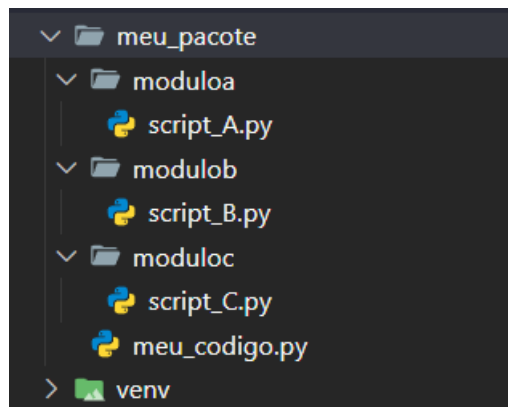 meu_pacote
moduloa
script_A.py
modulob
script_B.py
moduloc
script_C.py
meu_codigo.py
venv